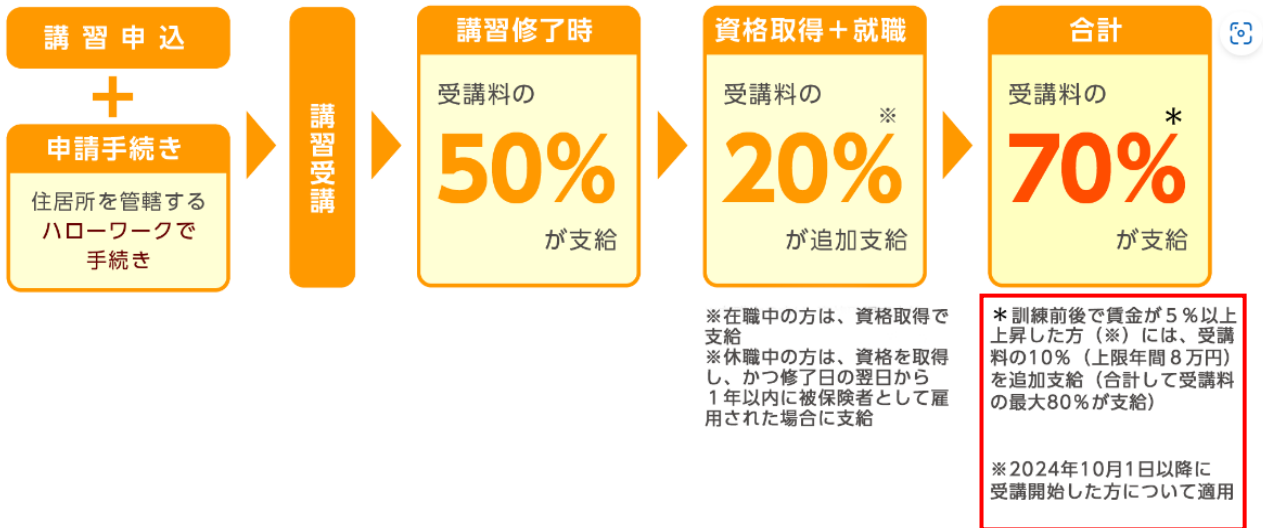 講習申込
＋
申請手続き
住居所を管轄する
ハローワークで
手続き
講習受講
講習修了時
受講料の
50%
が支給
資格取得＋就職
受講料の
※
20%
が追加支給
※在職中の方は、資格取得で
支給
※休職中の方は、資格を取得
し、かつ修了日の翌日から
１年以内に被保険者として雇
用された場合に支給
合計
受講料の
＊
70%
が支給
＊訓練前後で賃金が５％以上
上昇した方（※）には、受講
料の10％（上限年間８万円）
を追加支給（合計して受講料
の最大80％が支給）
※2024年10月1日以降に
受講開始した方について適用